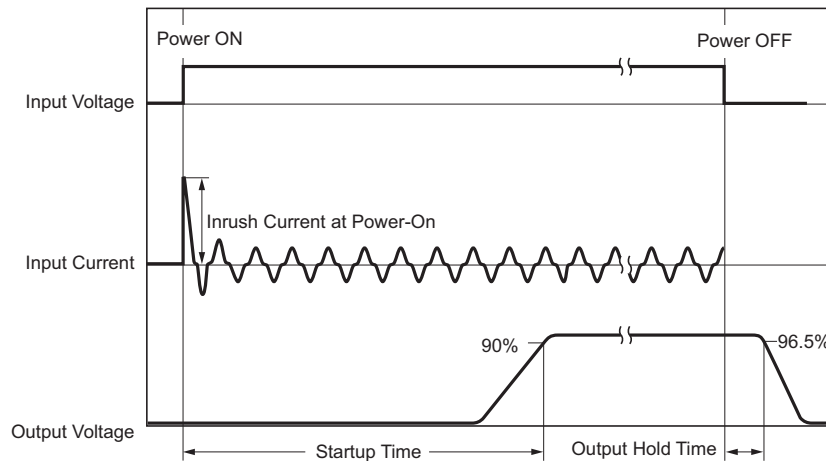 Power ON
Power OFF
Input Voltage
Inrush Current at Power-On
Input Current
90%
96.5%
Output Voltage
Startup Time
Output Hold Time